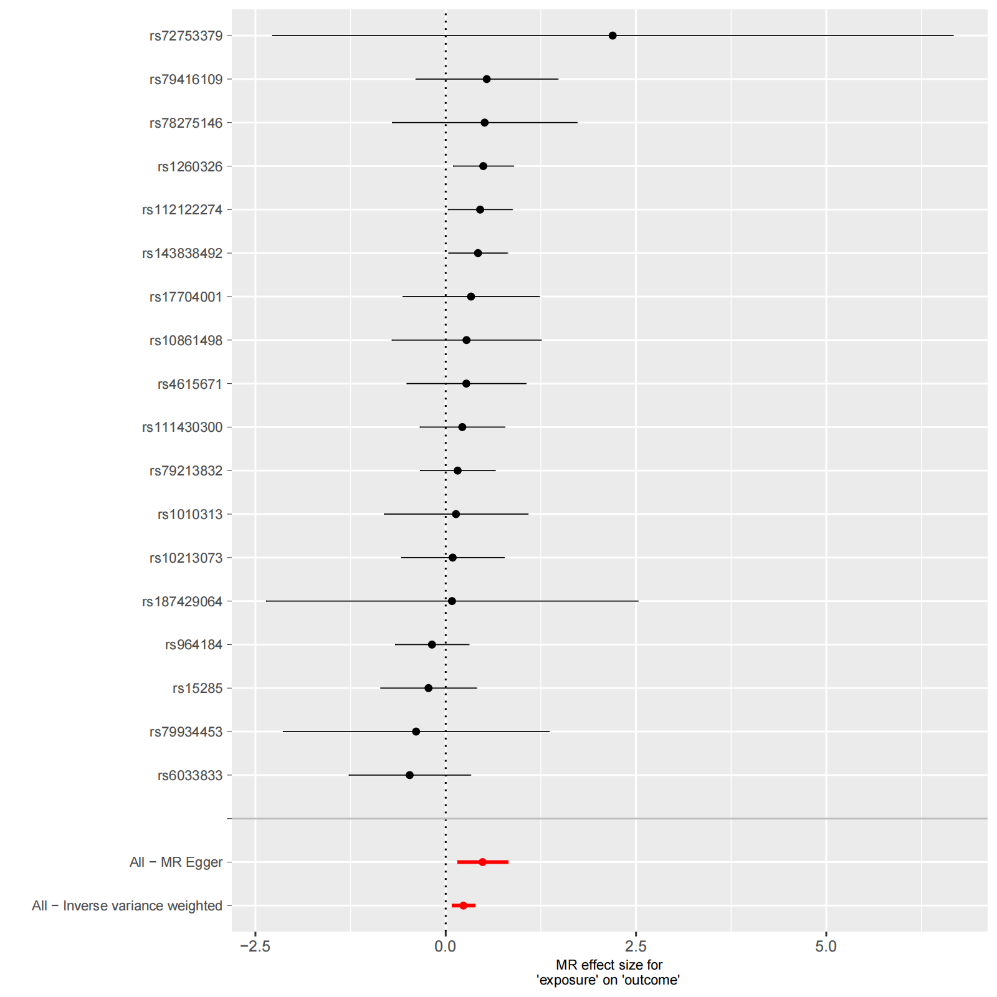 rs72753379
rs79416109
rs78275146
rs1260326
rs112122274
rs143838492
rs17704001
rs10861498
rs4615671
rs111430300
rs79213832
rs1010313
rs10213073
rs187429064
rs964184
rs15285
rs79934453
rs6033833
All − MR Egger
All − Inverse variance weighted
−2.5 0.0 2.5 5.0
MR effect size for
'exposure' on 'outcome'